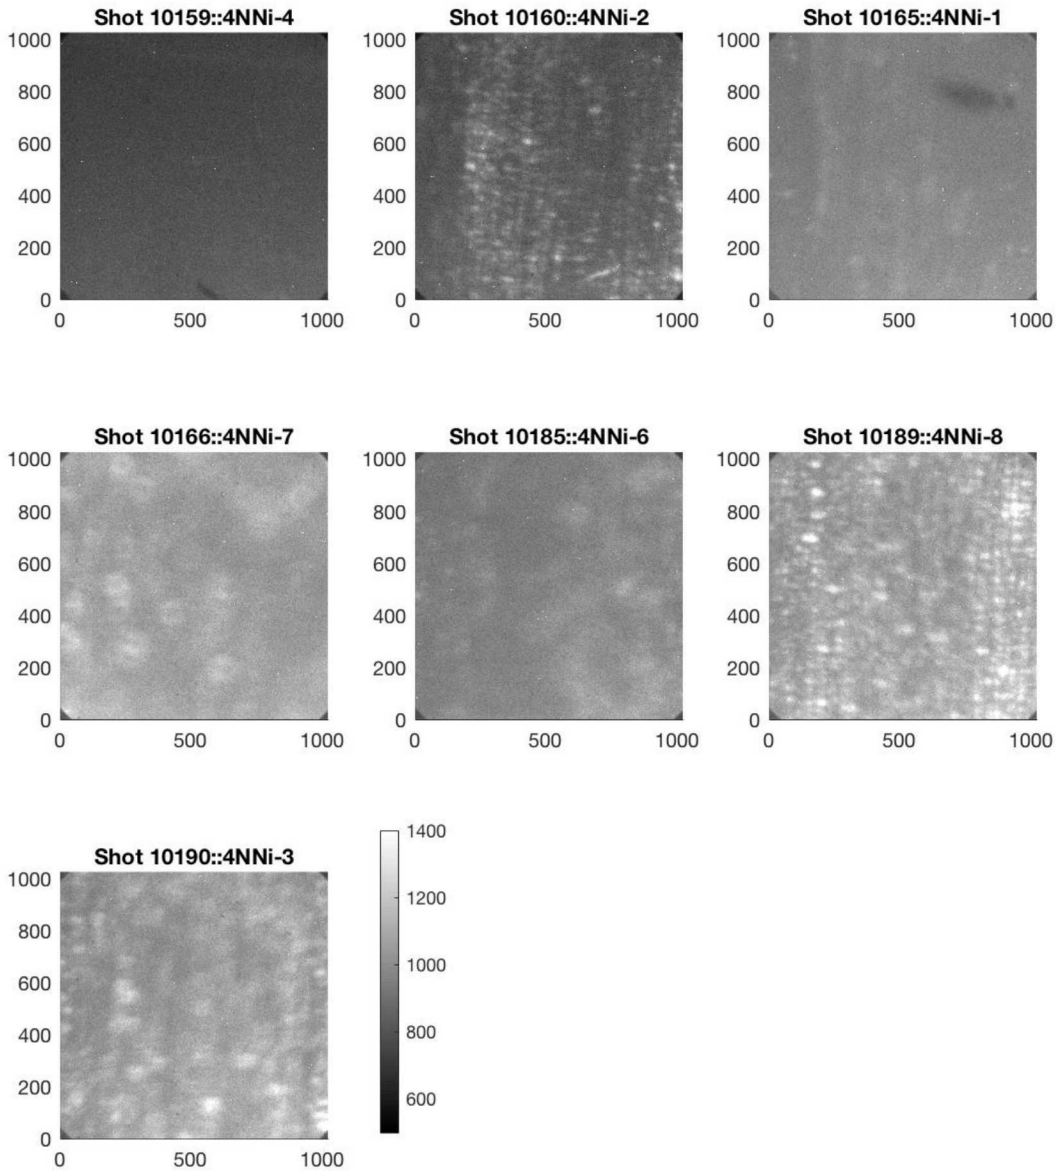 Shot 10159::4NNi-4 Shot 10160::4NNi-2 Shot 10165::4NNi-1
1000 1000 1000
800 800 800
600 600 600
400 400 400
200 200 200
0 0 0
0 500 1000 0 500 1000 0 500 1000
Shot 10166::4NNi-7 Shot 10185::4NNi-6 Shot 10189::4NNi-8
1000 1000 1000
800 800 800
600 600 600
400 400 400
200 200 200
0 0 0
0 500 1000 0 500 1000 0 500 1000
1400
Shot 10190::4NNi-3
1000
1200
800
1000
600
400
800
200
600
0
0 500 1000